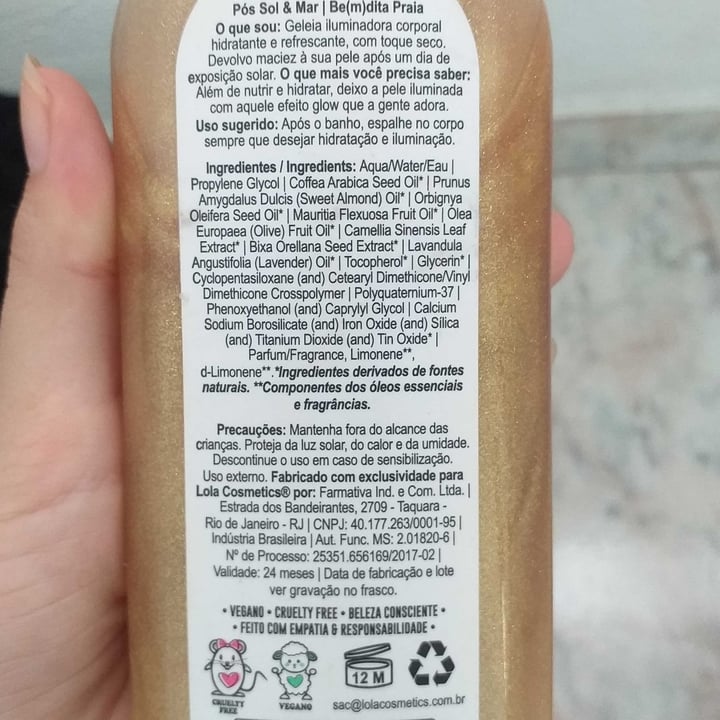 Pós Sol & Mar | Be(m)dita Praia
O que sou: Geleia iluminadora corporal
hidratante e refrescante, com toque seco.
Devolvo maciez à sua pele após um dia de
exposição solar. O que mais você precisa saber:
Além de nutrir e hidratar, deixo a pele iluminada
com aquele efeito glow que a gente adora.
Uso sugerido: Após o banho, espalhe no corpo
sempre que desejar hidratação e iluminação.
Ingredientes / Ingredients: Aqua/Water/Eau |
Propylene Glycol | Coffea Arabica Seed Oil* | Prunus
Amygdalus Dulcis (Sweet Almond) Oil* | Orbignya
Oleifera Seed Oil* | Mauritia Flexuosa Fruit Oil* | Olea
Europaea (Olive) Fruit Oil* | Camellia Sinensis Leaf
Extract* | Bixa Orellana Seed Extract* | Lavandula
Angustifolia (Lavender) Oil* | Tocopherol* | Glycerin* |
Cyclopentasiloxane (and) Cetearyl Dimethicone/Vinyl
Dimethicone Crosspolymer | Polyquaternium-37 |
Phenoxyethanol (and) Caprylyl Glycol | Calcium
Sodium Borosilicate (and) Iron Oxide (and) Silica
(and) Titanium Dioxide (and) Tin Oxide* |
Parfum/Fragrance, Limonene**,
d-Limonene**.*Ingredientes derivados de fontes
naturais. **Componentes dos óleos essenciais
e fragrâncias.
Precauções: Mantenha fora do alcance das
crianças. Proteja da luz solar, do calor e da umidade.
Descontinue o uso em caso de sensibilização.
Uso externo. Fabricado com exclusividade para
Lola Cosmetics® por: Farmativa Ind. e Com. Ltda. |
Estrada dos Bandeirantes, 2709 - Taquara -
Rio de Janeiro - RJ | CNPJ: 40.177.263/0001-95 |
Indústria Brasileira | Aut. Func. MS: 2.01820-6 |
Nº de Processo: 25351.656169/2017-02 |
Validade: 24 meses | Data de fabricação e lote
ver gravação no frasco.
• VEGANO • CRUELTY FREE • BELEZA CONSCIENTE •
• FEITO COM EMPATIA & RESPONSABILIDADE •
12 M
CRUELTY
FREE
VEGANO
sac@lolacosmetics.com.br